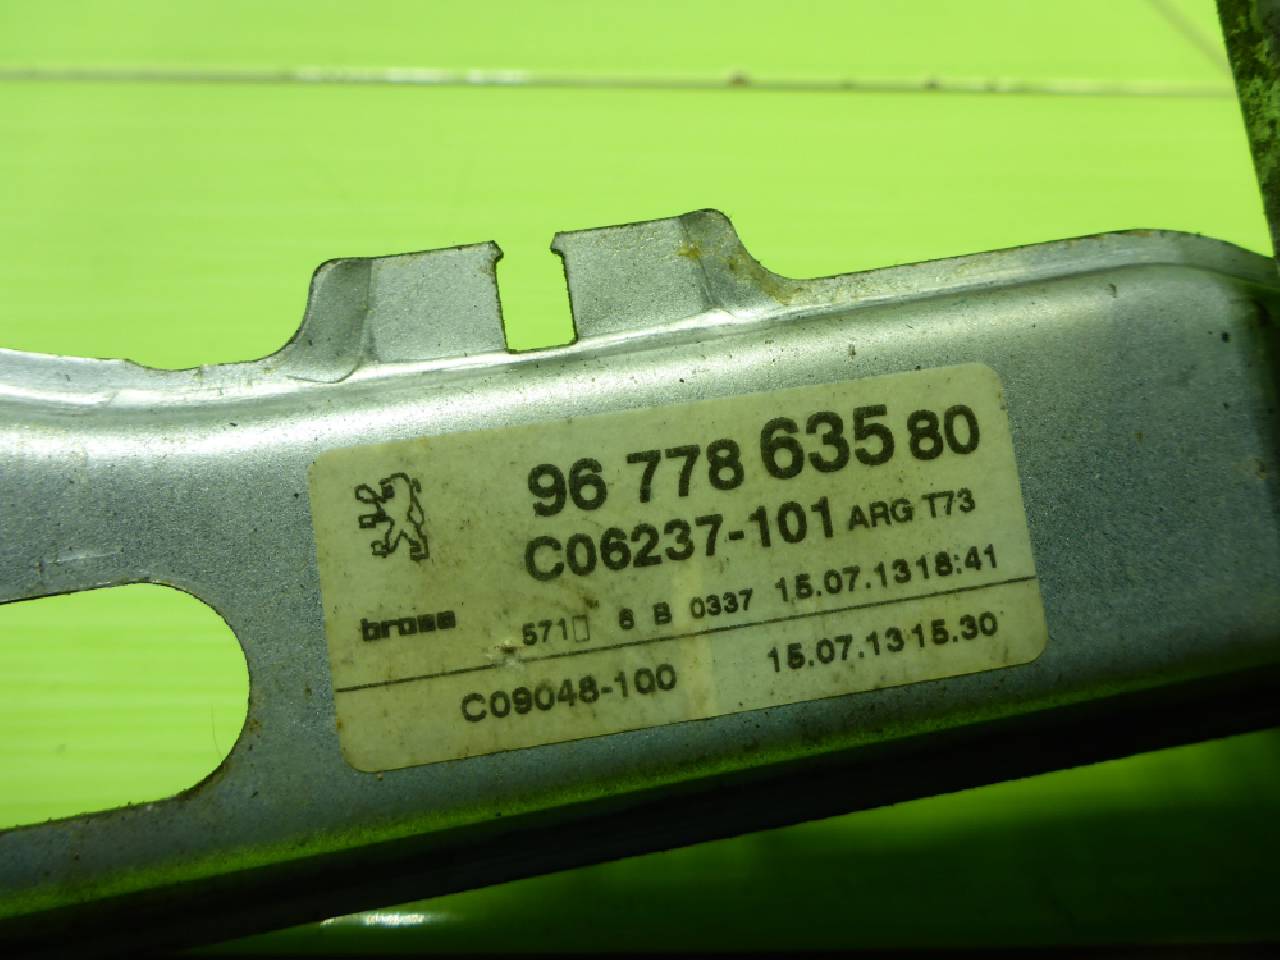 96 778 635 80
C06237-101 ARG T73
brose 571 6 B 0337 15.07.13 18:41
C09048-100 15.07.13 15.30